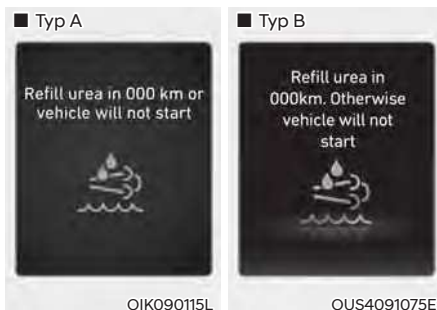 ■ Typ A
Refill urea in 000 km or
vehicle will not start
OIK090115L
■ Typ B
Refill urea in
000km. Otherwise
vehicle will not
start
OUS4091075E